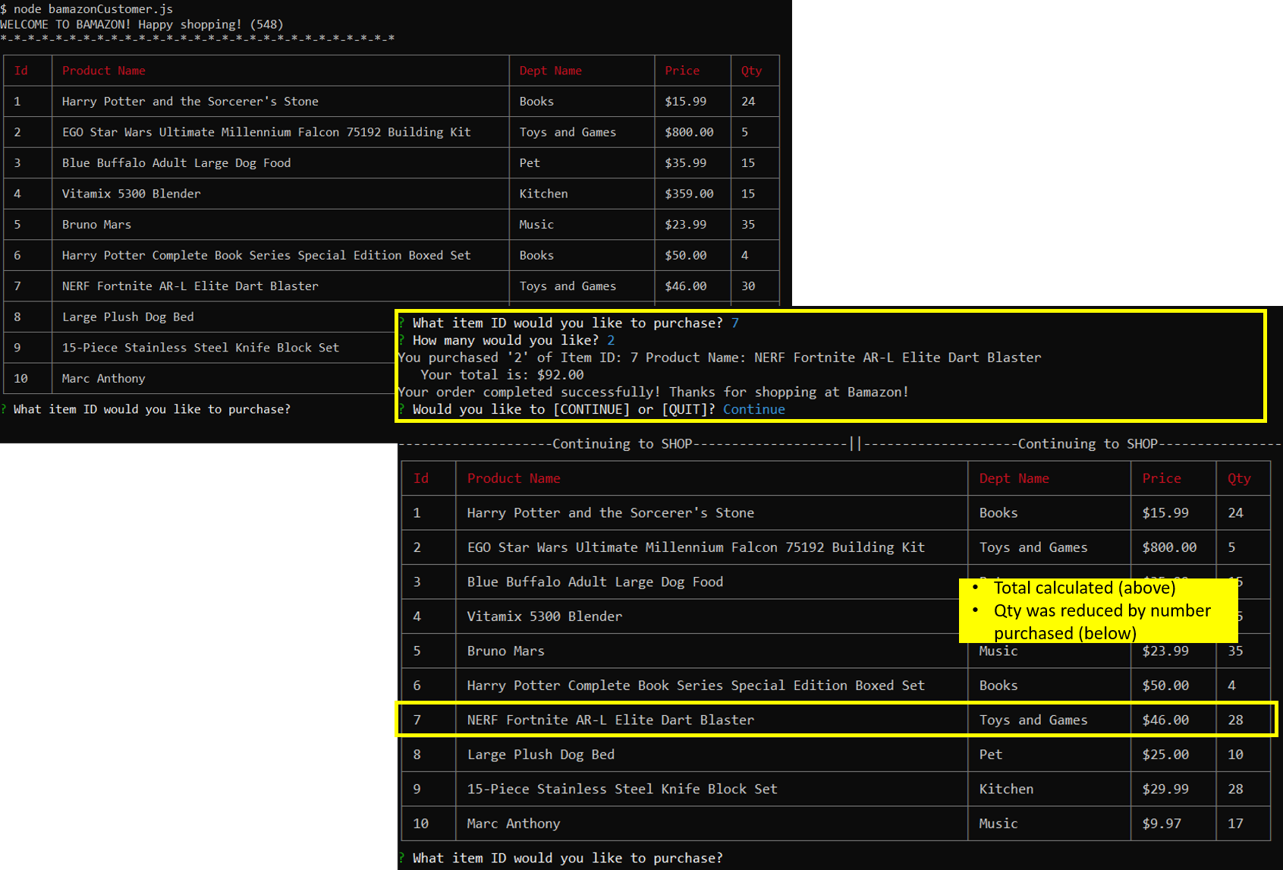 $ node bamazonCustomer.js
WELCOME TO BAMAZON! Happy shopping! (548)
*-*-*-*-*-*-*-*-*-*-*-*-*-*-*-*-*-*-*-*-*-*-*-*-*-*-*-*-*
Id Product Name Dept Name Price Qty
1 Harry Potter and the Sorcerer's Stone Books $15.99 24
2 EGO Star Wars Ultimate Millennium Falcon 75192 Building Kit Toys and Games $800.00 5
3 Blue Buffalo Adult Large Dog Food Pet $35.99 15
4 Vitamix 5300 Blender Kitchen $359.00 15
5 Bruno Mars Music $23.99 35
6 Harry Potter Complete Book Series Special Edition Boxed Set Books $50.00 4
7 NERF Fortnite AR-L Elite Dart Blaster Toys and Games $46.00 30
8 Large Plush Dog Bed
9 15-Piece Stainless Steel Knife Block Set
10 Marc Anthony
? What item ID would you like to purchase?
? What item ID would you like to purchase? 7
? How many would you like? 2
You purchased '2' of Item ID: 7 Product Name: NERF Fortnite AR-L Elite Dart Blaster
Your total is: $92.00
Your order completed successfully! Thanks for shopping at Bamazon!
? Would you like to [CONTINUE] or [QUIT]? Continue
--------------------Continuing to SHOP--------------------||--------------------Continuing to SHOP----------------
Id Product Name Dept Name Price Qty
1 Harry Potter and the Sorcerer's Stone Books $15.99 24
2 EGO Star Wars Ultimate Millennium Falcon 75192 Building Kit Toys and Games $800.00 5
3 Blue Buffalo Adult Large Dog Food
4 Vitamix 5300 Blender
• Total calculated (above)
• Qty was reduced by number
purchased (below)
5 Bruno Mars Music $23.99 35
6 Harry Potter Complete Book Series Special Edition Boxed Set Books $50.00 4
7 NERF Fortnite AR-L Elite Dart Blaster Toys and Games $46.00 28
8 Large Plush Dog Bed Pet $25.00 10
9 15-Piece Stainless Steel Knife Block Set Kitchen $29.99 28
10 Marc Anthony Music $9.97 17
? What item ID would you like to purchase?